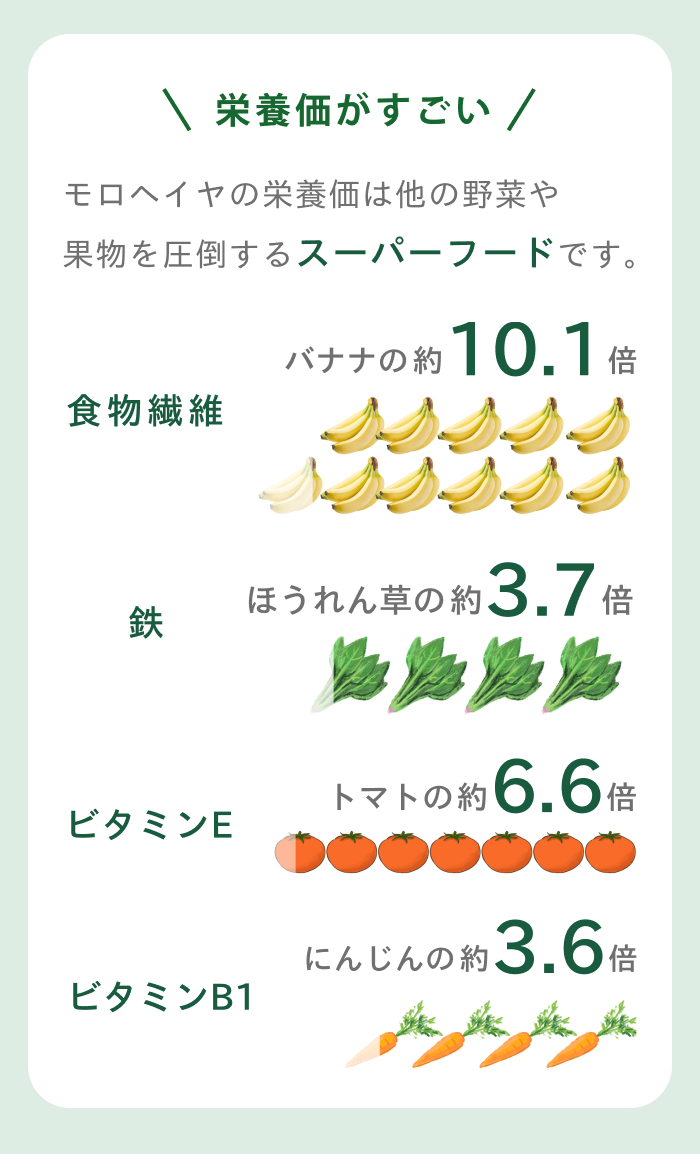 栄養価がすごい
モロヘイヤの栄養価は他の野菜や
果物を圧倒するスーパーフードです。
食物繊維
バナナの約10.1倍
鉄
ほうれん草の約3.7倍
ビタミンE
トマトの約6.6倍
ビタミンB1
にんじんの約3.6倍